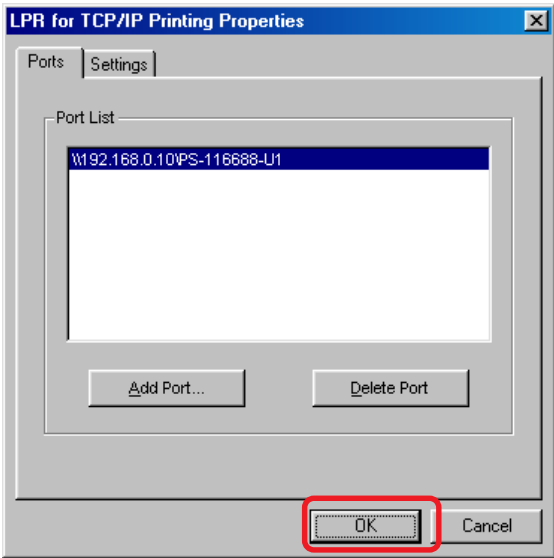 LPR for TCP/IP Printing Properties
Ports
Settings
Port List
\\192.168.0.10\PS-116688-U1
Add Port...
Delete Port
OK
Cancel